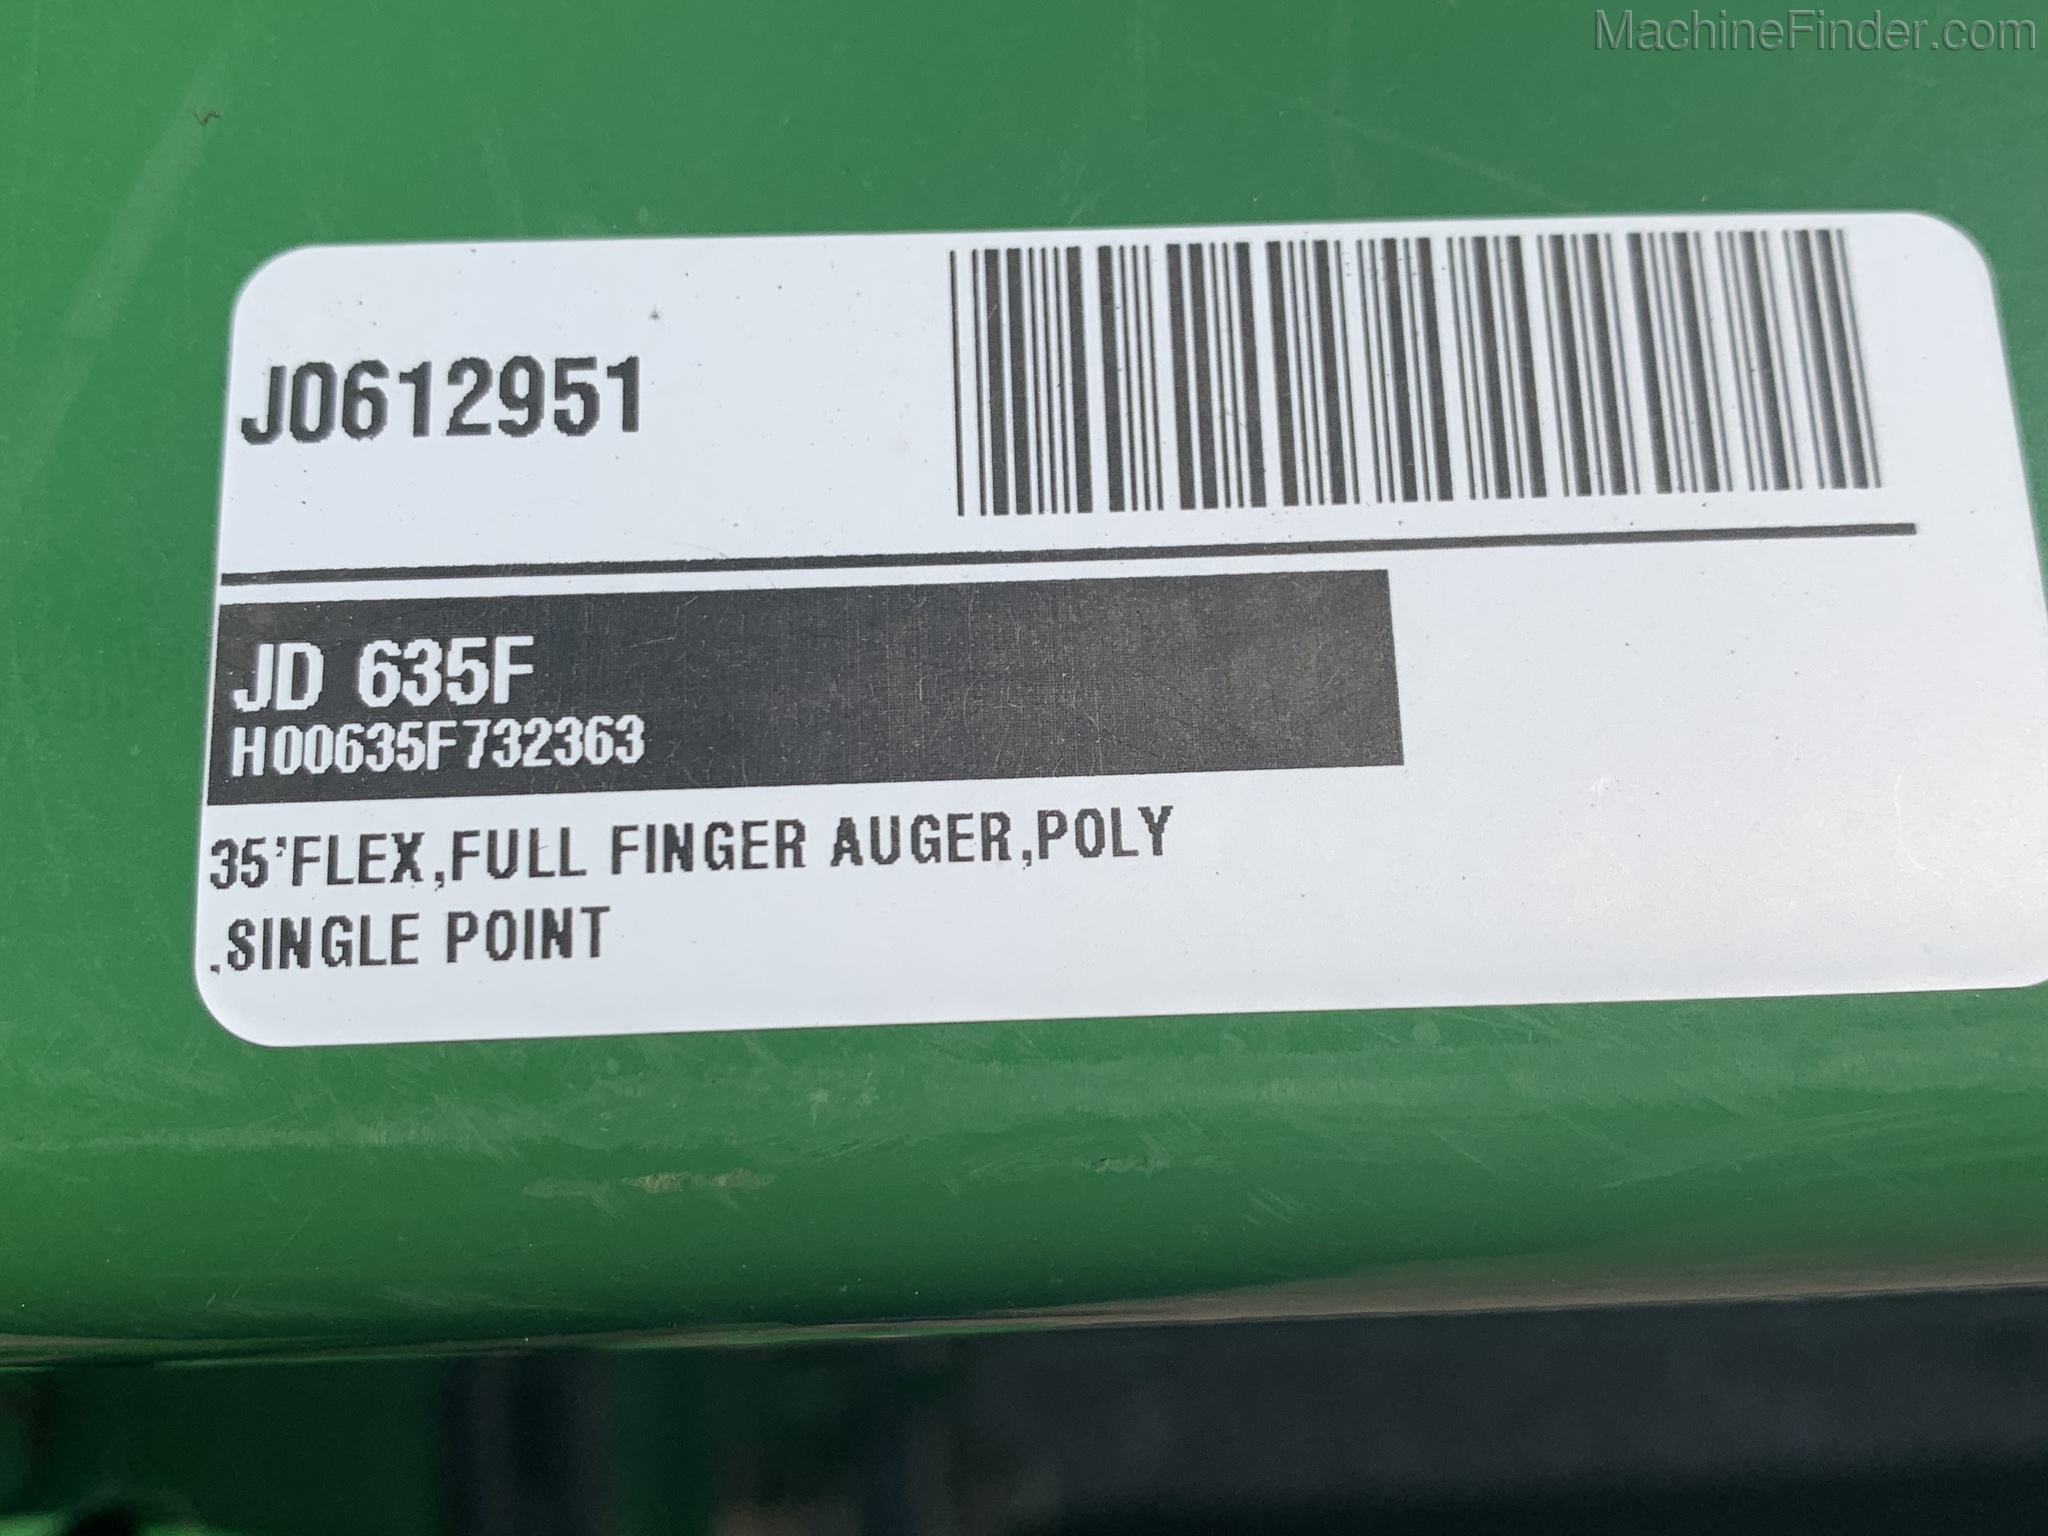 MachineFinder.com
J0612951
JD 635F
H00635F732363
35'FLEX,FULL FINGER AUGER,POLY
,SINGLE POINT